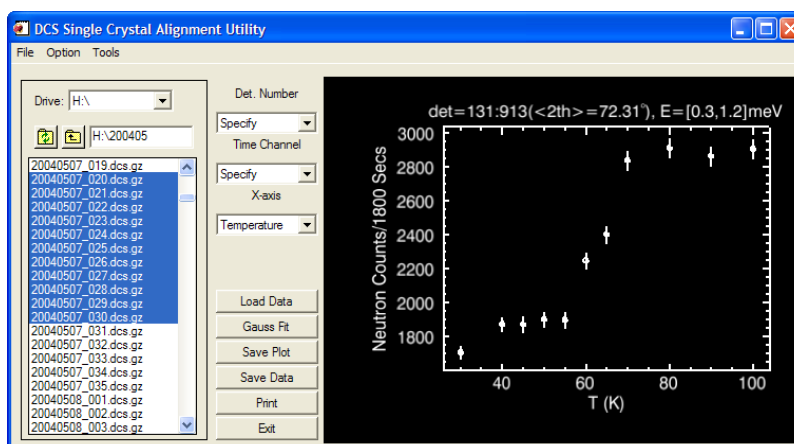 DCS Single Crystal Alignment Utility
File Option Tools
Drive: H:\
H:\200405
20040507_019.dcs.gz
20040507_020.dcs.gz
20040507_021.dcs.gz
20040507_022.dcs.gz
20040507_023.dcs.gz
20040507_024.dcs.gz
20040507_025.dcs.gz
20040507_026.dcs.gz
20040507_027.dcs.gz
20040507_028.dcs.gz
20040507_029.dcs.gz
20040507_030.dcs.gz
20040507_031.dcs.gz
20040507_032.dcs.gz
20040507_033.dcs.gz
20040507_034.dcs.gz
20040507_035.dcs.gz
20040508_001.dcs.gz
20040508_002.dcs.gz
20040508_003.dcs.gz
Det. Number
Specify
Time Channel
Specify
X-axis
Temperature
Load Data
Gauss Fit
Save Plot
Save Data
Print
Exit
det=131:913(<2th>=72.31°), E=[0.3,1.2]meV
Neutron Counts/1800 Secs
3000
2800
2600
2400
2200
2000
1800
40 60 80 100
T (K)